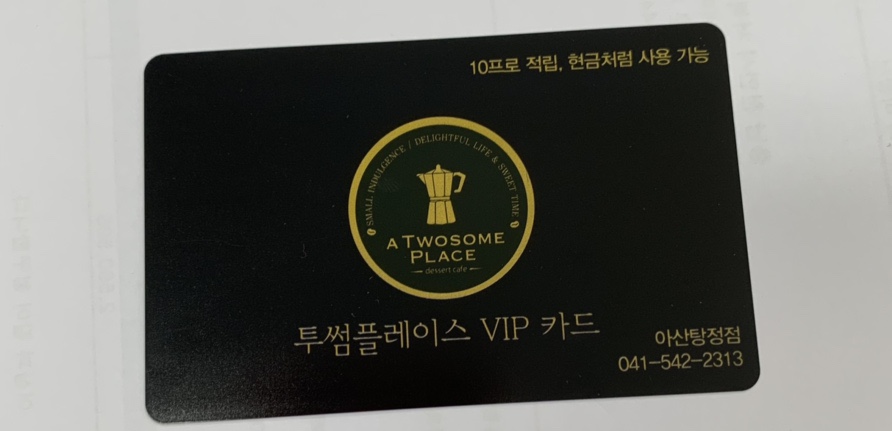 10프로 적립, 현금처럼 사용 가능
SMALL INDULGENCE / DELIGHTFUL LIFE & SWEET TIME
A TWOSOME
PLACE
dessert cafe
투썸플레이스 VIP 카드
아산탕정점
041-542-2313